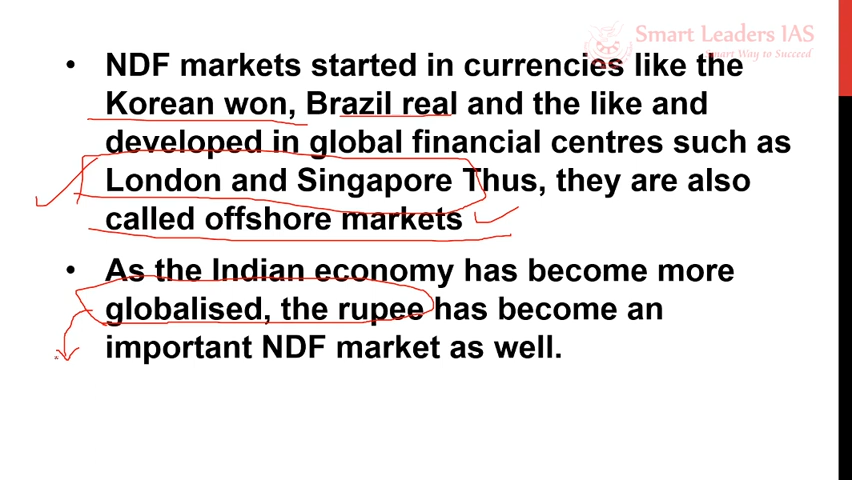 Smart Leaders IAS
Smart Way to Succeed
• NDF markets started in currencies like the
Korean won, Brazil real and the like and
developed in global financial centres such as
London and Singapore Thus, they are also
called offshore markets
• As the Indian economy has become more
globalised, the rupee has become an
important NDF market as well.